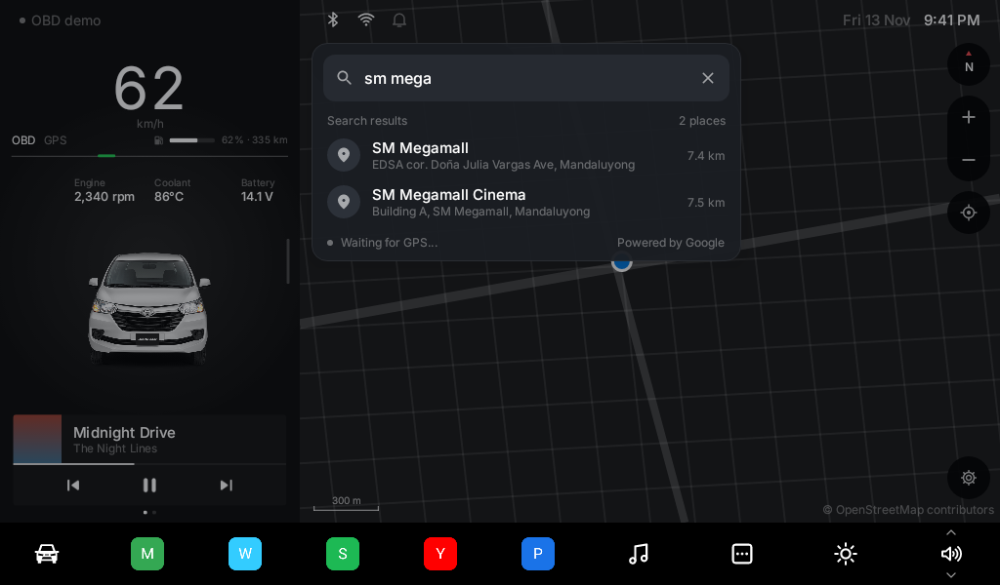 OBD demo
Fri 13 Nov 9:41 PM
62
km/h
OBD GPS 62% · 335 km
Engine Coolant Battery
2,340 rpm 86°C 14.1 V
sm mega
Search results 2 places
SM Megamall
EDSA cor. Doña Julia Vargas Ave, Mandaluyong
7.4 km
SM Megamall Cinema
Building A, SM Megamall, Mandaluyong
7.5 km
Waiting for GPS... Powered by Google
N
Midnight Drive
The Night Lines
300 m
© OpenStreetMap contributors
M W S Y P